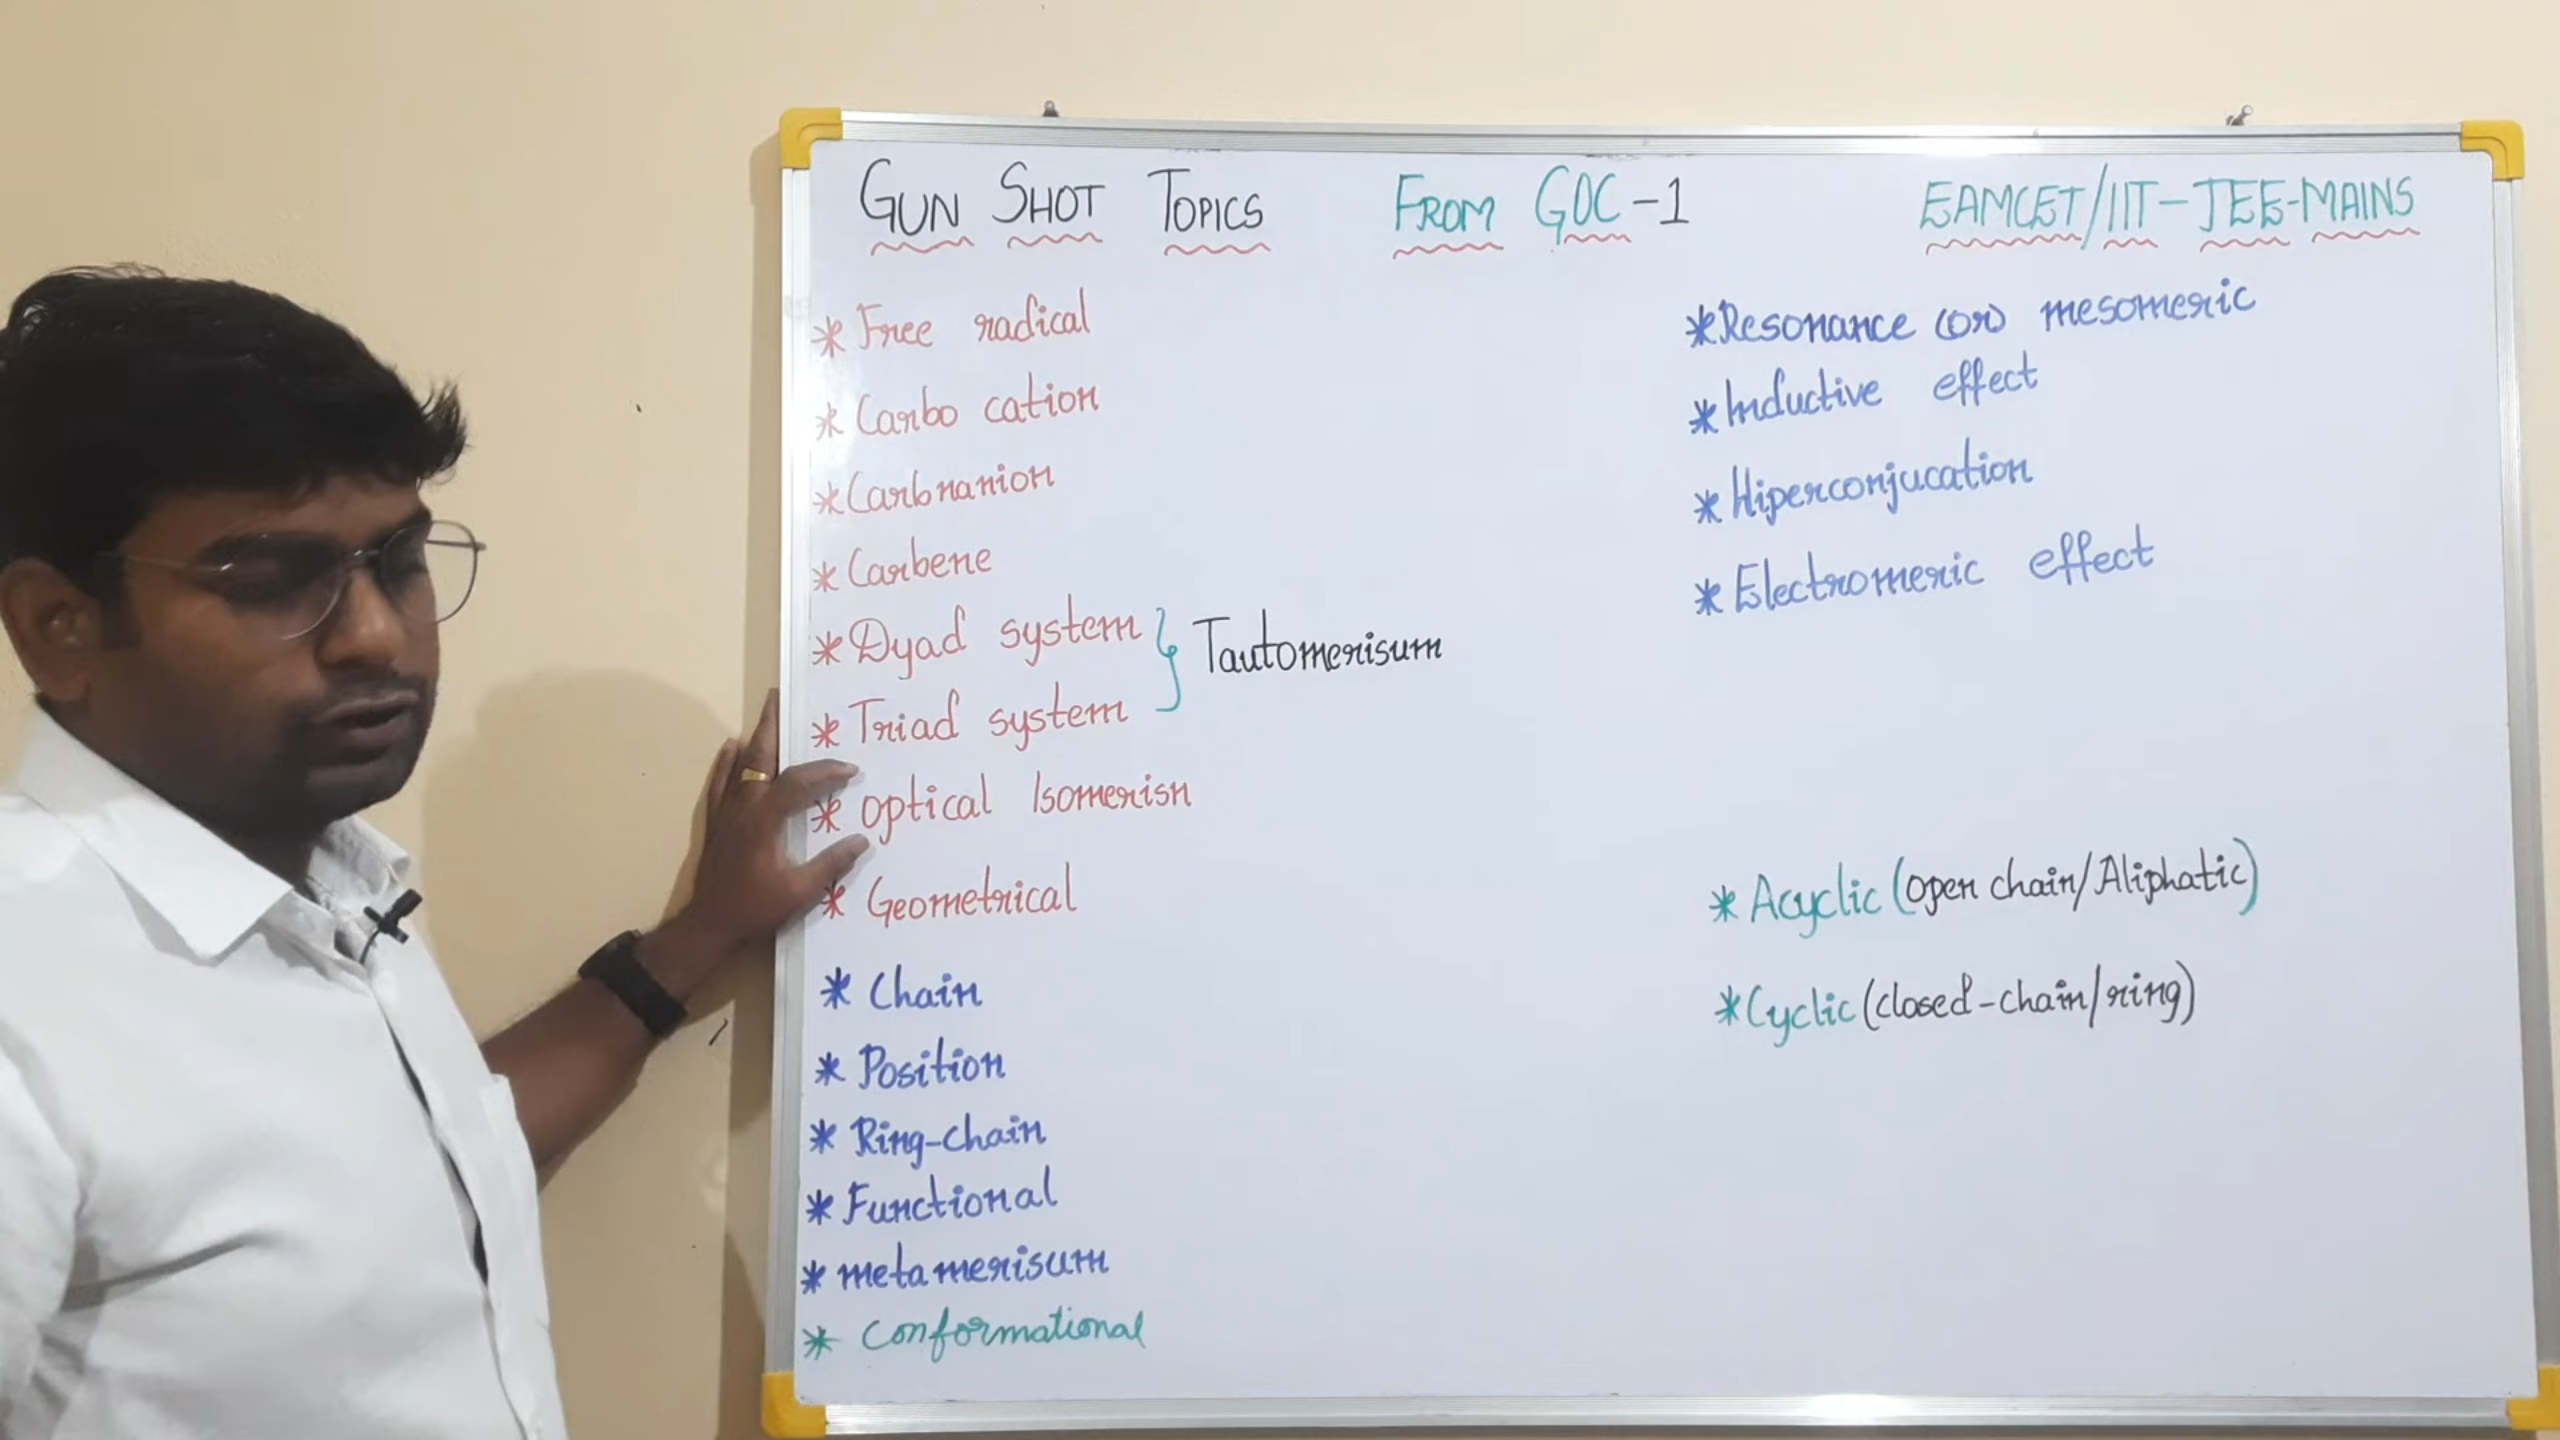 GUN SHOT TOPICS FROM GOC-1 EAMCET/IIT-JEE-MAINS
* Free radical
* Carbo cation
* Carbnanion
* Carbene
* Dyad system
* Triad system
} Tautomerisum
* optical Isomerisn
* Geometrical
* Chain
* Position
* Ring-chain
* Functional
* metamerisum
* conformational
* Resonance (or) mesomeric
* Inductive effect
* Hiperconjucation
* Electromeric effect
* Acyclic (open chain/Aliphatic)
* Cyclic (closed-chain/ring)